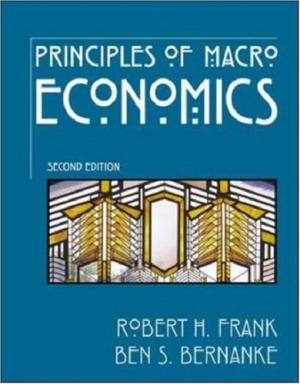 PRINCIPLES OF MACRO
ECONOMICS
SECOND EDITION
ROBERT H. FRANK
BEN S. BERNANKE